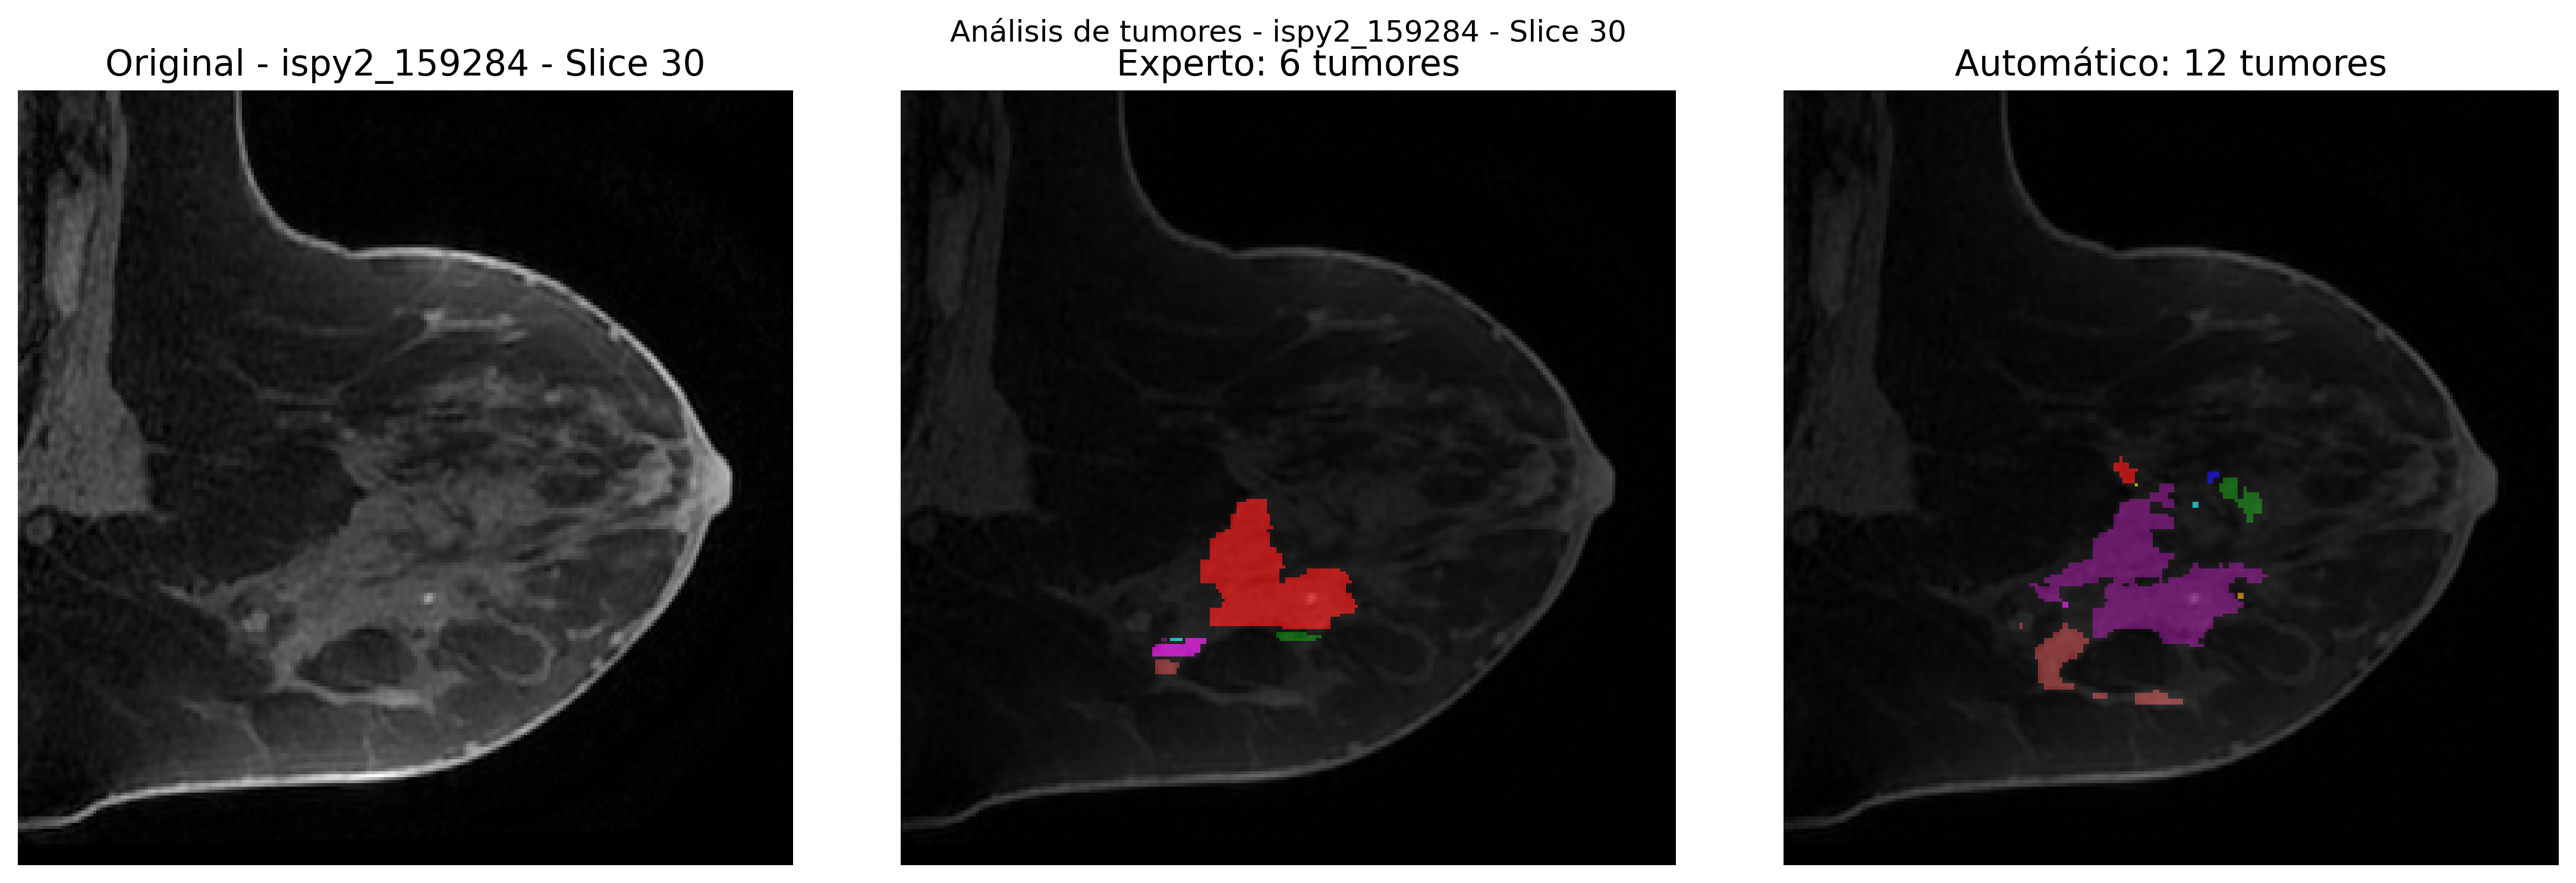 Análisis de tumores - ispy2_159284 - Slice 30
Original - ispy2_159284 - Slice 30
Experto: 6 tumores
Automático: 12 tumores